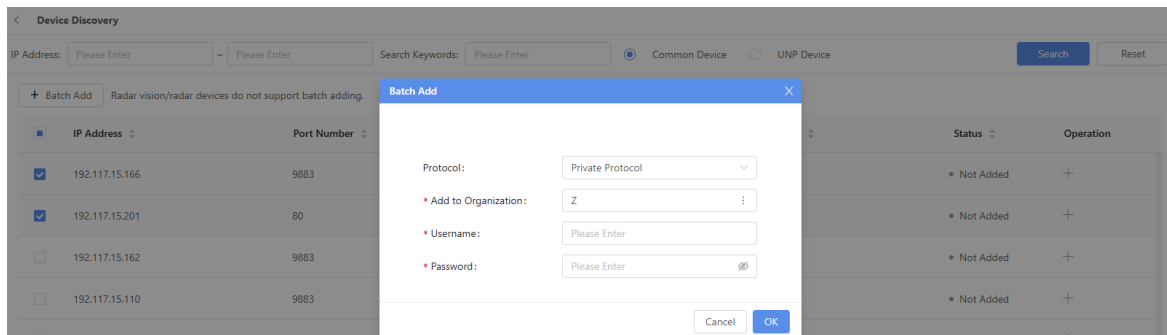 < Device Discovery
IP Address: Please Enter ~ Please Enter Search Keywords: Please Enter Common Device UNP Device Search Reset
+ Batch Add Radar vision/radar devices do not support batch adding.
Batch Add X
IP Address Port Number Status Operation
Protocol: Private Protocol
192.117.15.166 9883 Not Added +
* Add to Organization: Z
192.117.15.201 80 Not Added +
* Username: Please Enter
192.117.15.162 9883 Not Added +
* Password: Please Enter
192.117.15.110 9883 Not Added +
Cancel OK